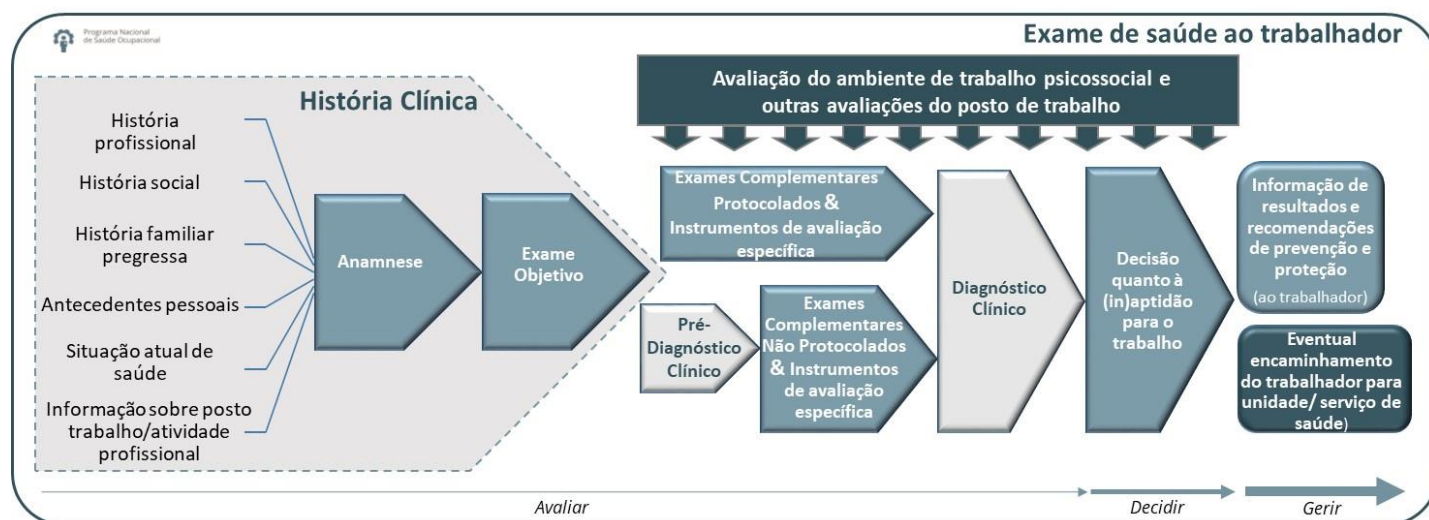 Programa Nacional
de Saúde Ocupacional
Exame de saúde ao trabalhador
História Clínica
História
profissional
História social
História familiar
pregressa
Antecedentes pessoais
Situação atual de
saúde
Informação sobre posto
trabalho/atividade
profissional
Anamnese
Exame
Objetivo
Avaliação do ambiente de trabalho psicossocial e
outras avaliações do posto de trabalho
Exames Complementares
Protocolados &
Instrumentos de avaliação
específica
Pré-
Diagnóstico
Clínico
Exames
Complementares
Não Protocolados
& Instrumentos
de avaliação
específica
Diagnóstico
Clínico
Decisão
quanto à
(in)aptidão
para o
trabalho
Informação de
resultados e
recomendações
de prevenção e
proteção
(ao trabalhador)
Eventual
encaminhamento
do trabalhador para
unidade/ serviço de
saúde)
Avaliar
Decidir
Gerir